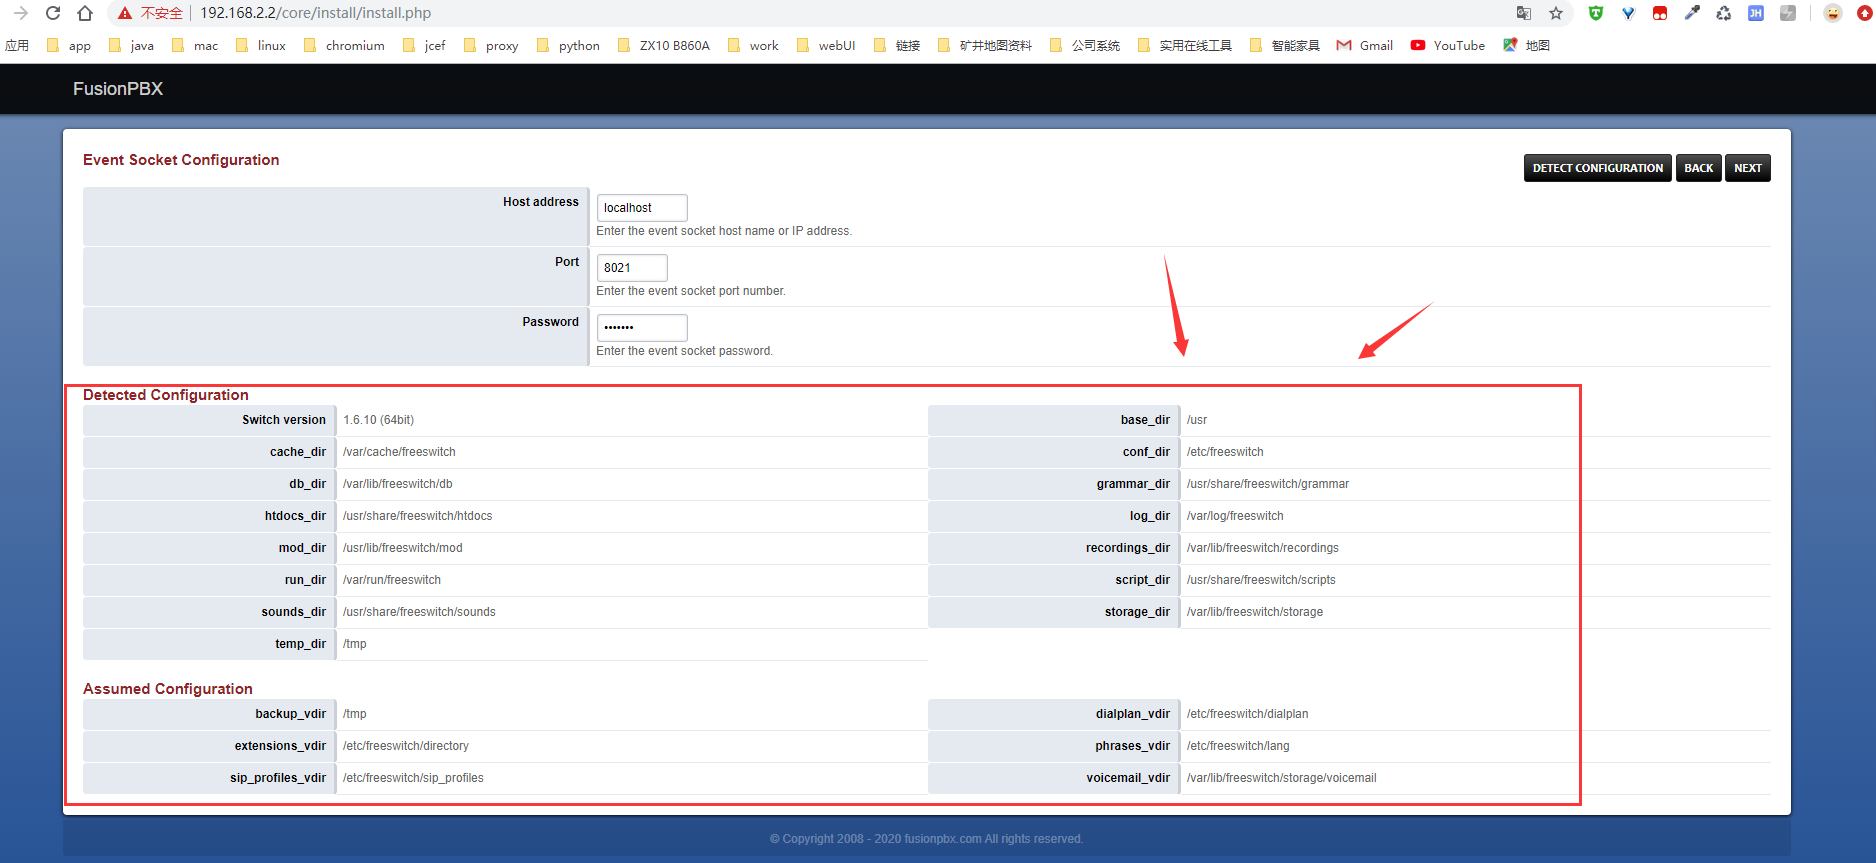 不安全 192.168.2.2/core/install/install.php
JH
应用 app java mac linux chromium jcef proxy python ZX10 B860A work webUI 链接 矿井地图资料 公司系统 实用在线工具 智能家具 Gmail YouTube 地图
FusionPBX
Event Socket Configuration
DETECT CONFIGURATION BACK NEXT
Host address localhost
Enter the event socket host name or IP address.
Port 8021
Enter the event socket port number.
Password •••••••
Enter the event socket password.
Detected Configuration
Switch version 1.6.10 (64bit) base_dir /usr
cache_dir /var/cache/freeswitch conf_dir /etc/freeswitch
db_dir /var/lib/freeswitch/db grammar_dir /usr/share/freeswitch/grammar
htdocs_dir /usr/share/freeswitch/htdocs log_dir /var/log/freeswitch
mod_dir /usr/lib/freeswitch/mod recordings_dir /var/lib/freeswitch/recordings
run_dir /var/run/freeswitch script_dir /usr/share/freeswitch/scripts
sounds_dir /usr/share/freeswitch/sounds storage_dir /var/lib/freeswitch/storage
temp_dir /tmp
Assumed Configuration
backup_vdir /tmp dialplan_vdir /etc/freeswitch/dialplan
extensions_vdir /etc/freeswitch/directory phrases_vdir /etc/freeswitch/lang
sip_profiles_vdir /etc/freeswitch/sip_profiles voicemail_vdir /var/lib/freeswitch/storage/voicemail
© Copyright 2008 - 2020 fusionpbx.com All rights reserved.